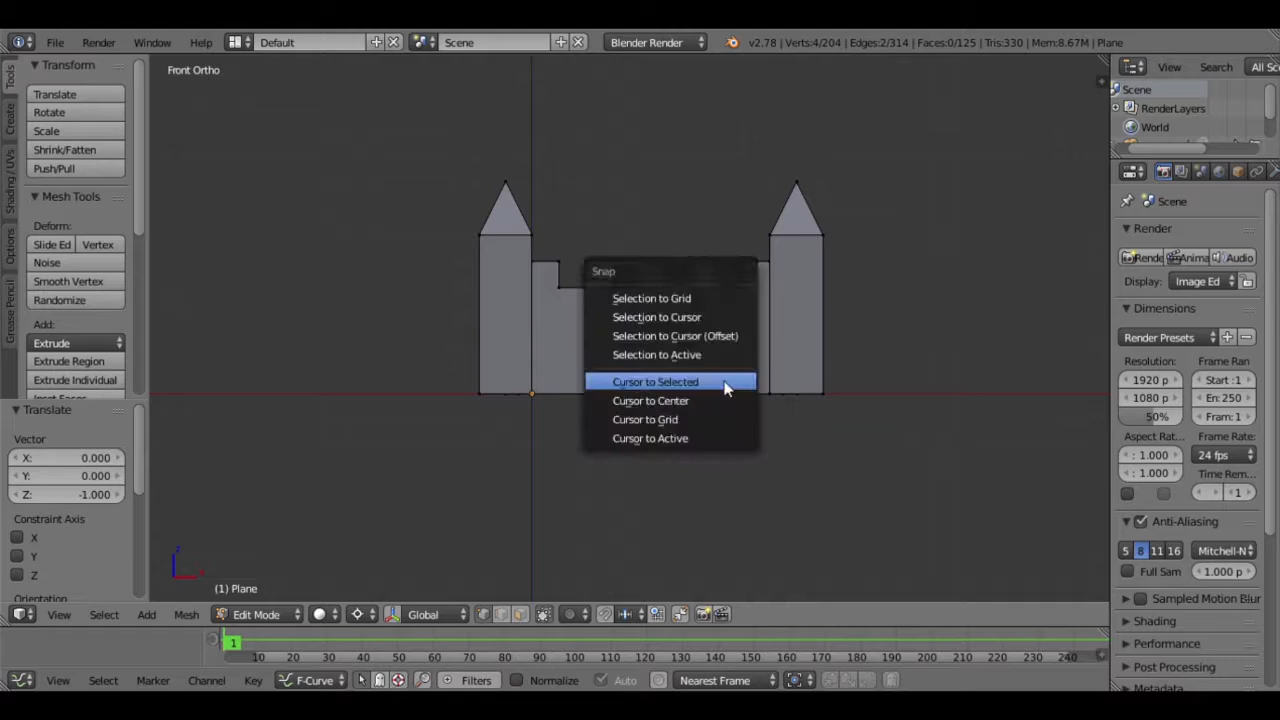 File Render Window Help Default Scene Blender Render v2.78 | Verts:4/204 | Edges:2/314 | Faces:0/125 | Tris:330 | Mem:8.67M | Plane
Transform
Translate
Rotate
Scale
Shrink/Fatten
Push/Pull
Mesh Tools
Deform:
Slide Ed Vertex
Noise
Smooth Vertex
Randomize
Add:
Extrude
Extrude Region
Extrude Individual
Tools
Create
Shading / UVs
Options
Grease Pencil
Translate
Vector
X: 0.000
Y: 0.000
Z: -1.000
Constraint Axis
X
Y
Z
Orientation
Front Ortho
Snap
Selection to Grid
Selection to Cursor
Selection to Cursor (Offset)
Selection to Active
Cursor to Selected
Cursor to Center
Cursor to Grid
Cursor to Active
z
(1) Plane
View Select Add Mesh Edit Mode Global
1
10 20 30 40 50 60 70 80 90 100 110 120 130 140 150 160 170 180 190 200 210 220 230 240
View Select Marker Channel Key F-Curve Filters Normalize Auto Nearest Frame
View Search All Sc
Scene
RenderLayers
World
Scene
Render
Rende Anima Audio
Display: Image Ed
Dimensions
Render Presets
Resolution: Frame Ran
1920 p Start :1
1080 p En: 250
50% Fram: 1
Aspect Rat... Frame Rate:
: 1.000 24 fps
: 1.000 Time Rem...
1
Anti-Aliasing
5 8 11 16 Mitchell-N
Full Sam 1.000 p
Sampled Motion Blur
Shading
Performance
Post Processing
Metadata